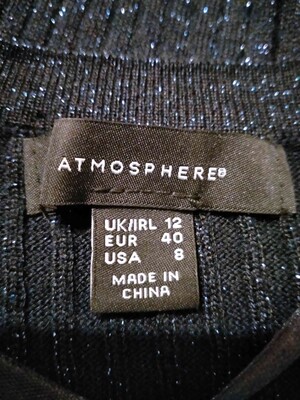 ATMOSPHERE®
UK/IRL 12
EUR 40
USA 8
MADE IN
CHINA